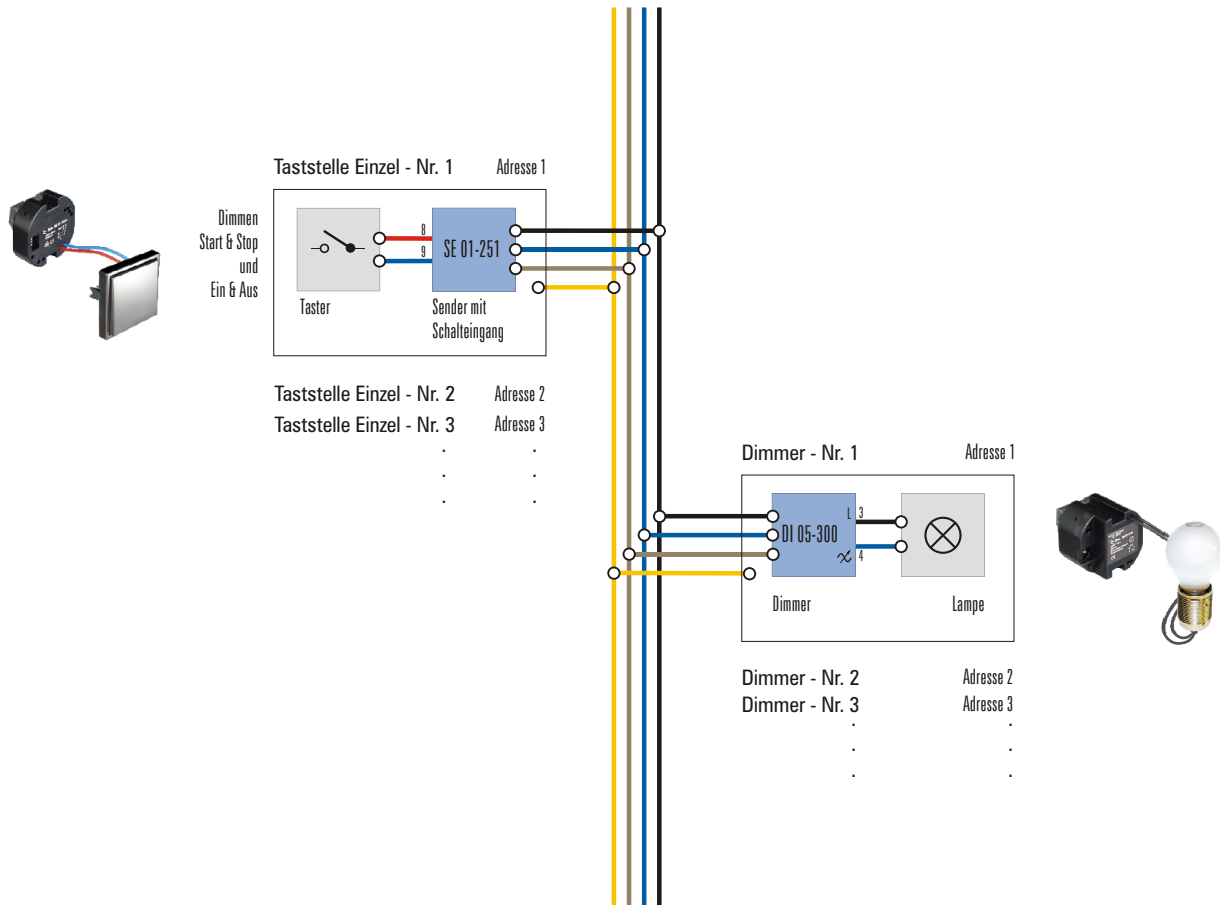 Taststelle Einzel - Nr. 1 Adresse 1
Dimmen
Start & Stop
und
Ein & Aus
8
9
SE 01-251
Taster
Sender mit
Schalteingang
Taststelle Einzel - Nr. 2 Adresse 2
Taststelle Einzel - Nr. 3 Adresse 3
Dimmer - Nr. 1 Adresse 1
L 3
DI 05-300
4
Dimmer
Lampe
Dimmer - Nr. 2 Adresse 2
Dimmer - Nr. 3 Adresse 3